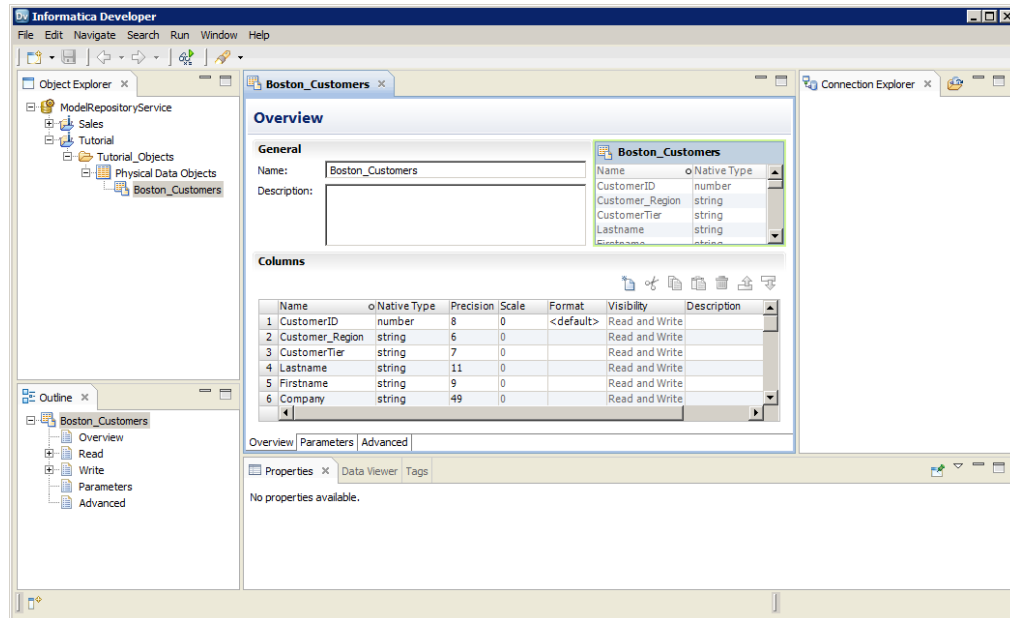 Informatica Developer
File Edit Navigate Search Run Window Help
Object Explorer
ModelRepositoryService
Sales
Tutorial
Tutorial_Objects
Physical Data Objects
Boston_Customers
Outline
Boston_Customers
Overview
Read
Write
Parameters
Advanced
Boston_Customers
Overview
General
Name: Boston_Customers
Description:
Boston_Customers
Name Native Type
CustomerID number
Customer_Region string
CustomerTier string
Lastname string
Firstname string
Columns
Name Native Type Precision Scale Format Visibility Description
1 CustomerID number 8 0 <default> Read and Write
2 Customer_Region string 6 0 Read and Write
3 CustomerTier string 7 0 Read and Write
4 Lastname string 11 0 Read and Write
5 Firstname string 9 0 Read and Write
6 Company string 49 0 Read and Write
Overview Parameters Advanced
Properties Data Viewer Tags
No properties available.
Connection Explorer